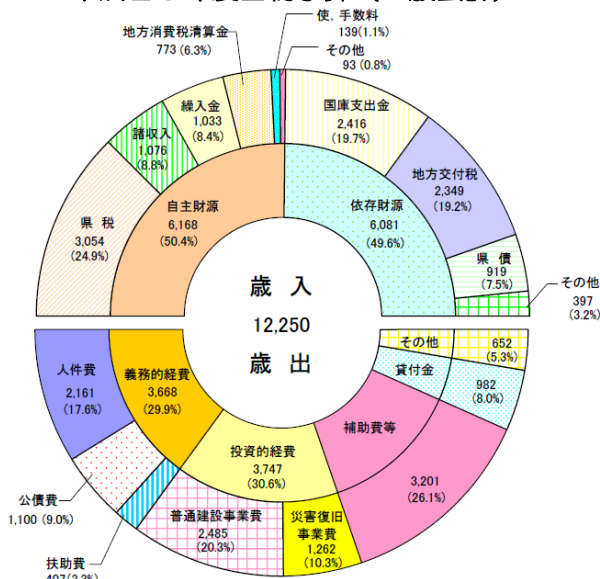 地方消費税清算金
773 (6.3%)
使，手数料
139(1.1%)
その他
93 (0.8%)
繰入金
1,033
(8.4%)
諸収入
1,076
(8.8%)
県 税
3,054
(24.9%)
自主財源
6,168
(50.4%)
国庫支出金
2,416
(19.7%)
地方交付税
2,349
(19.2%)
依存財源
6,081
(49.6%)
県 債
919
(7.5%)
その他
397
(3.2%)
歳 入
12,250
歳 出
人件費
2,161
(17.6%)
義務的経費
3,668
(29.9%)
公債費
1,100 (9.0%)
扶助費
投資的経費
3,747
(30.6%)
普通建設事業費
2,485
(20.3%)
災害復旧
事業費
1,262
(10.3%)
補助費等
3,201
(26.1%)
貸付金
982
(8.0%)
その他
652
(5.3%)